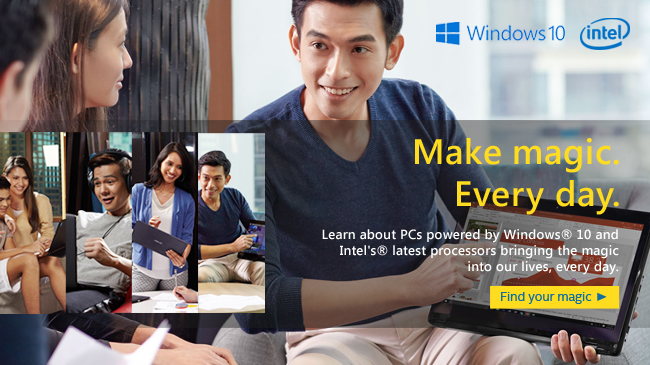 Windows 10
intel
Make magic.
Every day.
Learn about PCs powered by Windows® 10 and
Intel's® latest processors bringing the magic
into our lives, every day.
Find your magic ►